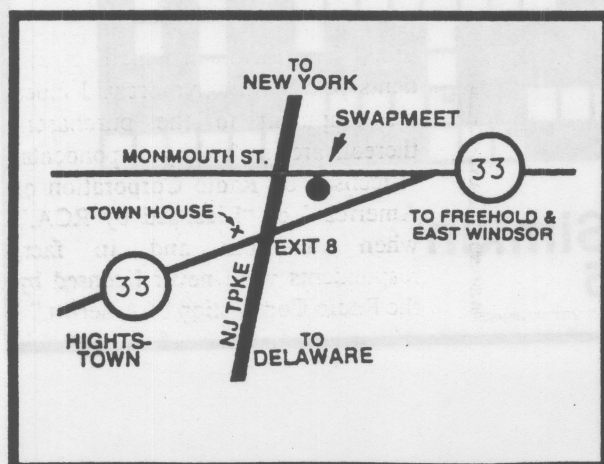 TO
NEW YORK
SWAPMEET
MONMOUTH ST.
33
TOWN HOUSE
TO FREEHOLD &
EAST WINDSOR
EXIT 8
33
NJ TPKE
HIGHTS-
TOWN
TO
DELAWARE